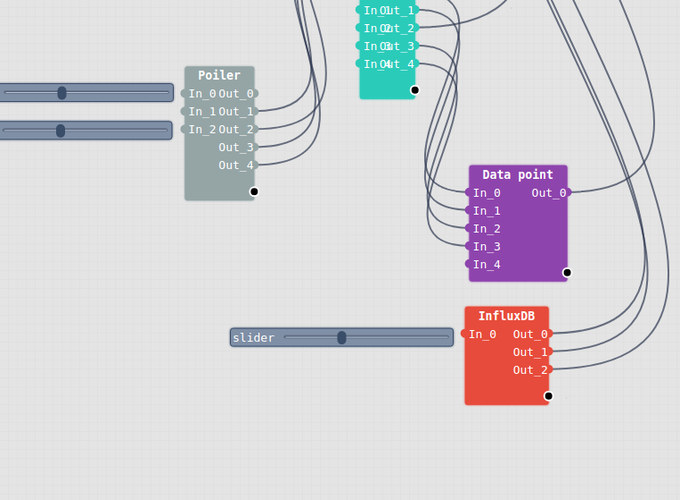 In_1 Out_1
In_2 Out_2
In_3 Out_3
In_4 Out_4
Poiler
In_0 Out_0
In_1 Out_1
In_2 Out_2
Out_3
Out_4
Data point
In_0 Out_0
In_1
In_2
In_3
In_4
InfluxDB
slider
In_0 Out_0
Out_1
Out_2